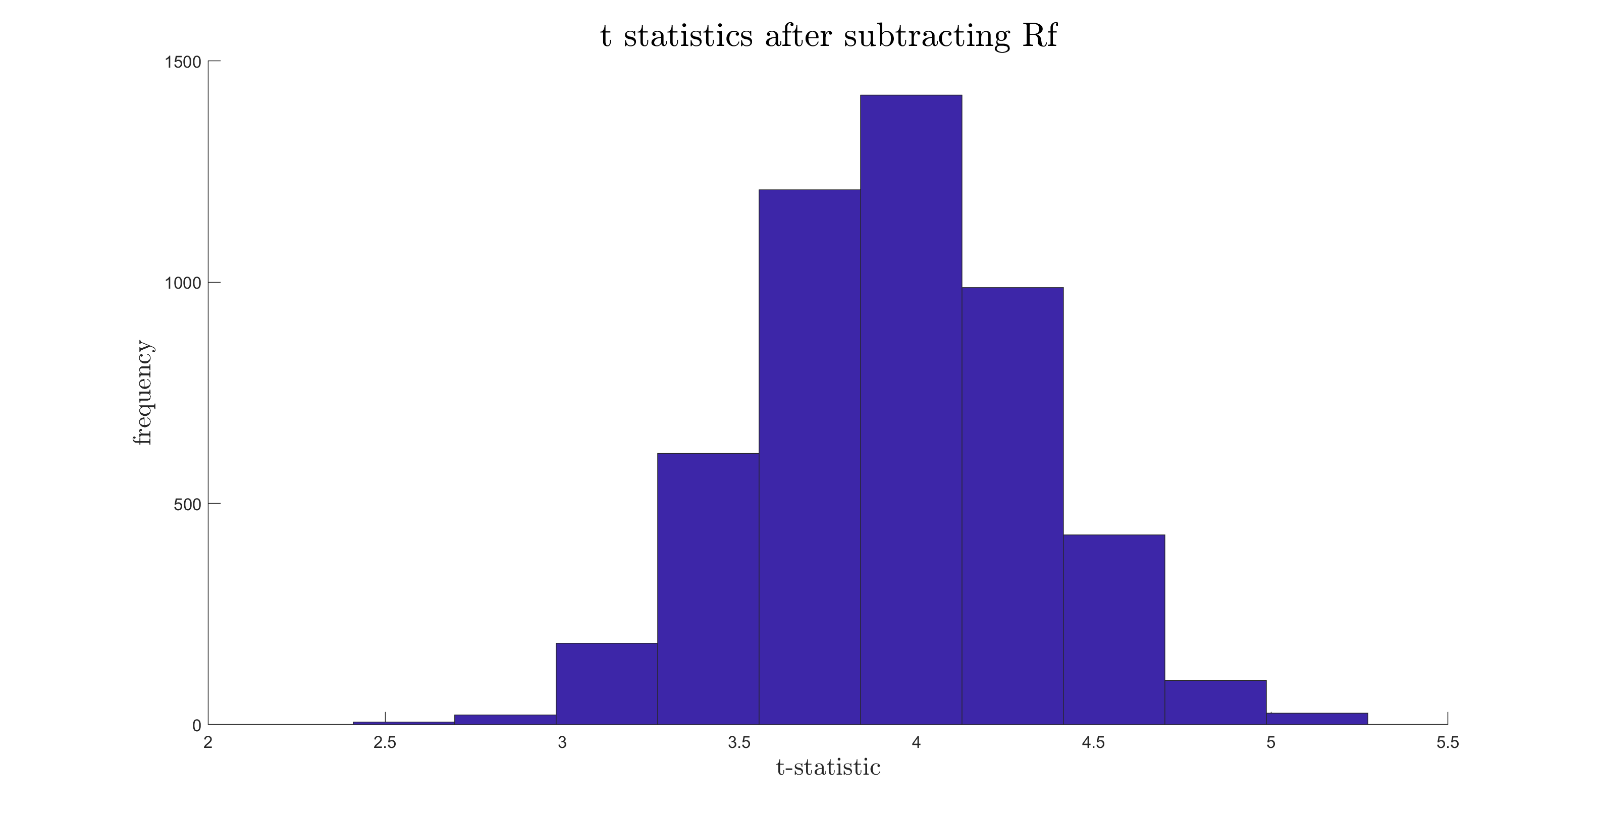 t statistics after subtracting Rf
1500
1000
500
0
frequency
2 2.5 3 3.5 4 4.5 5 5.5
t-statistic